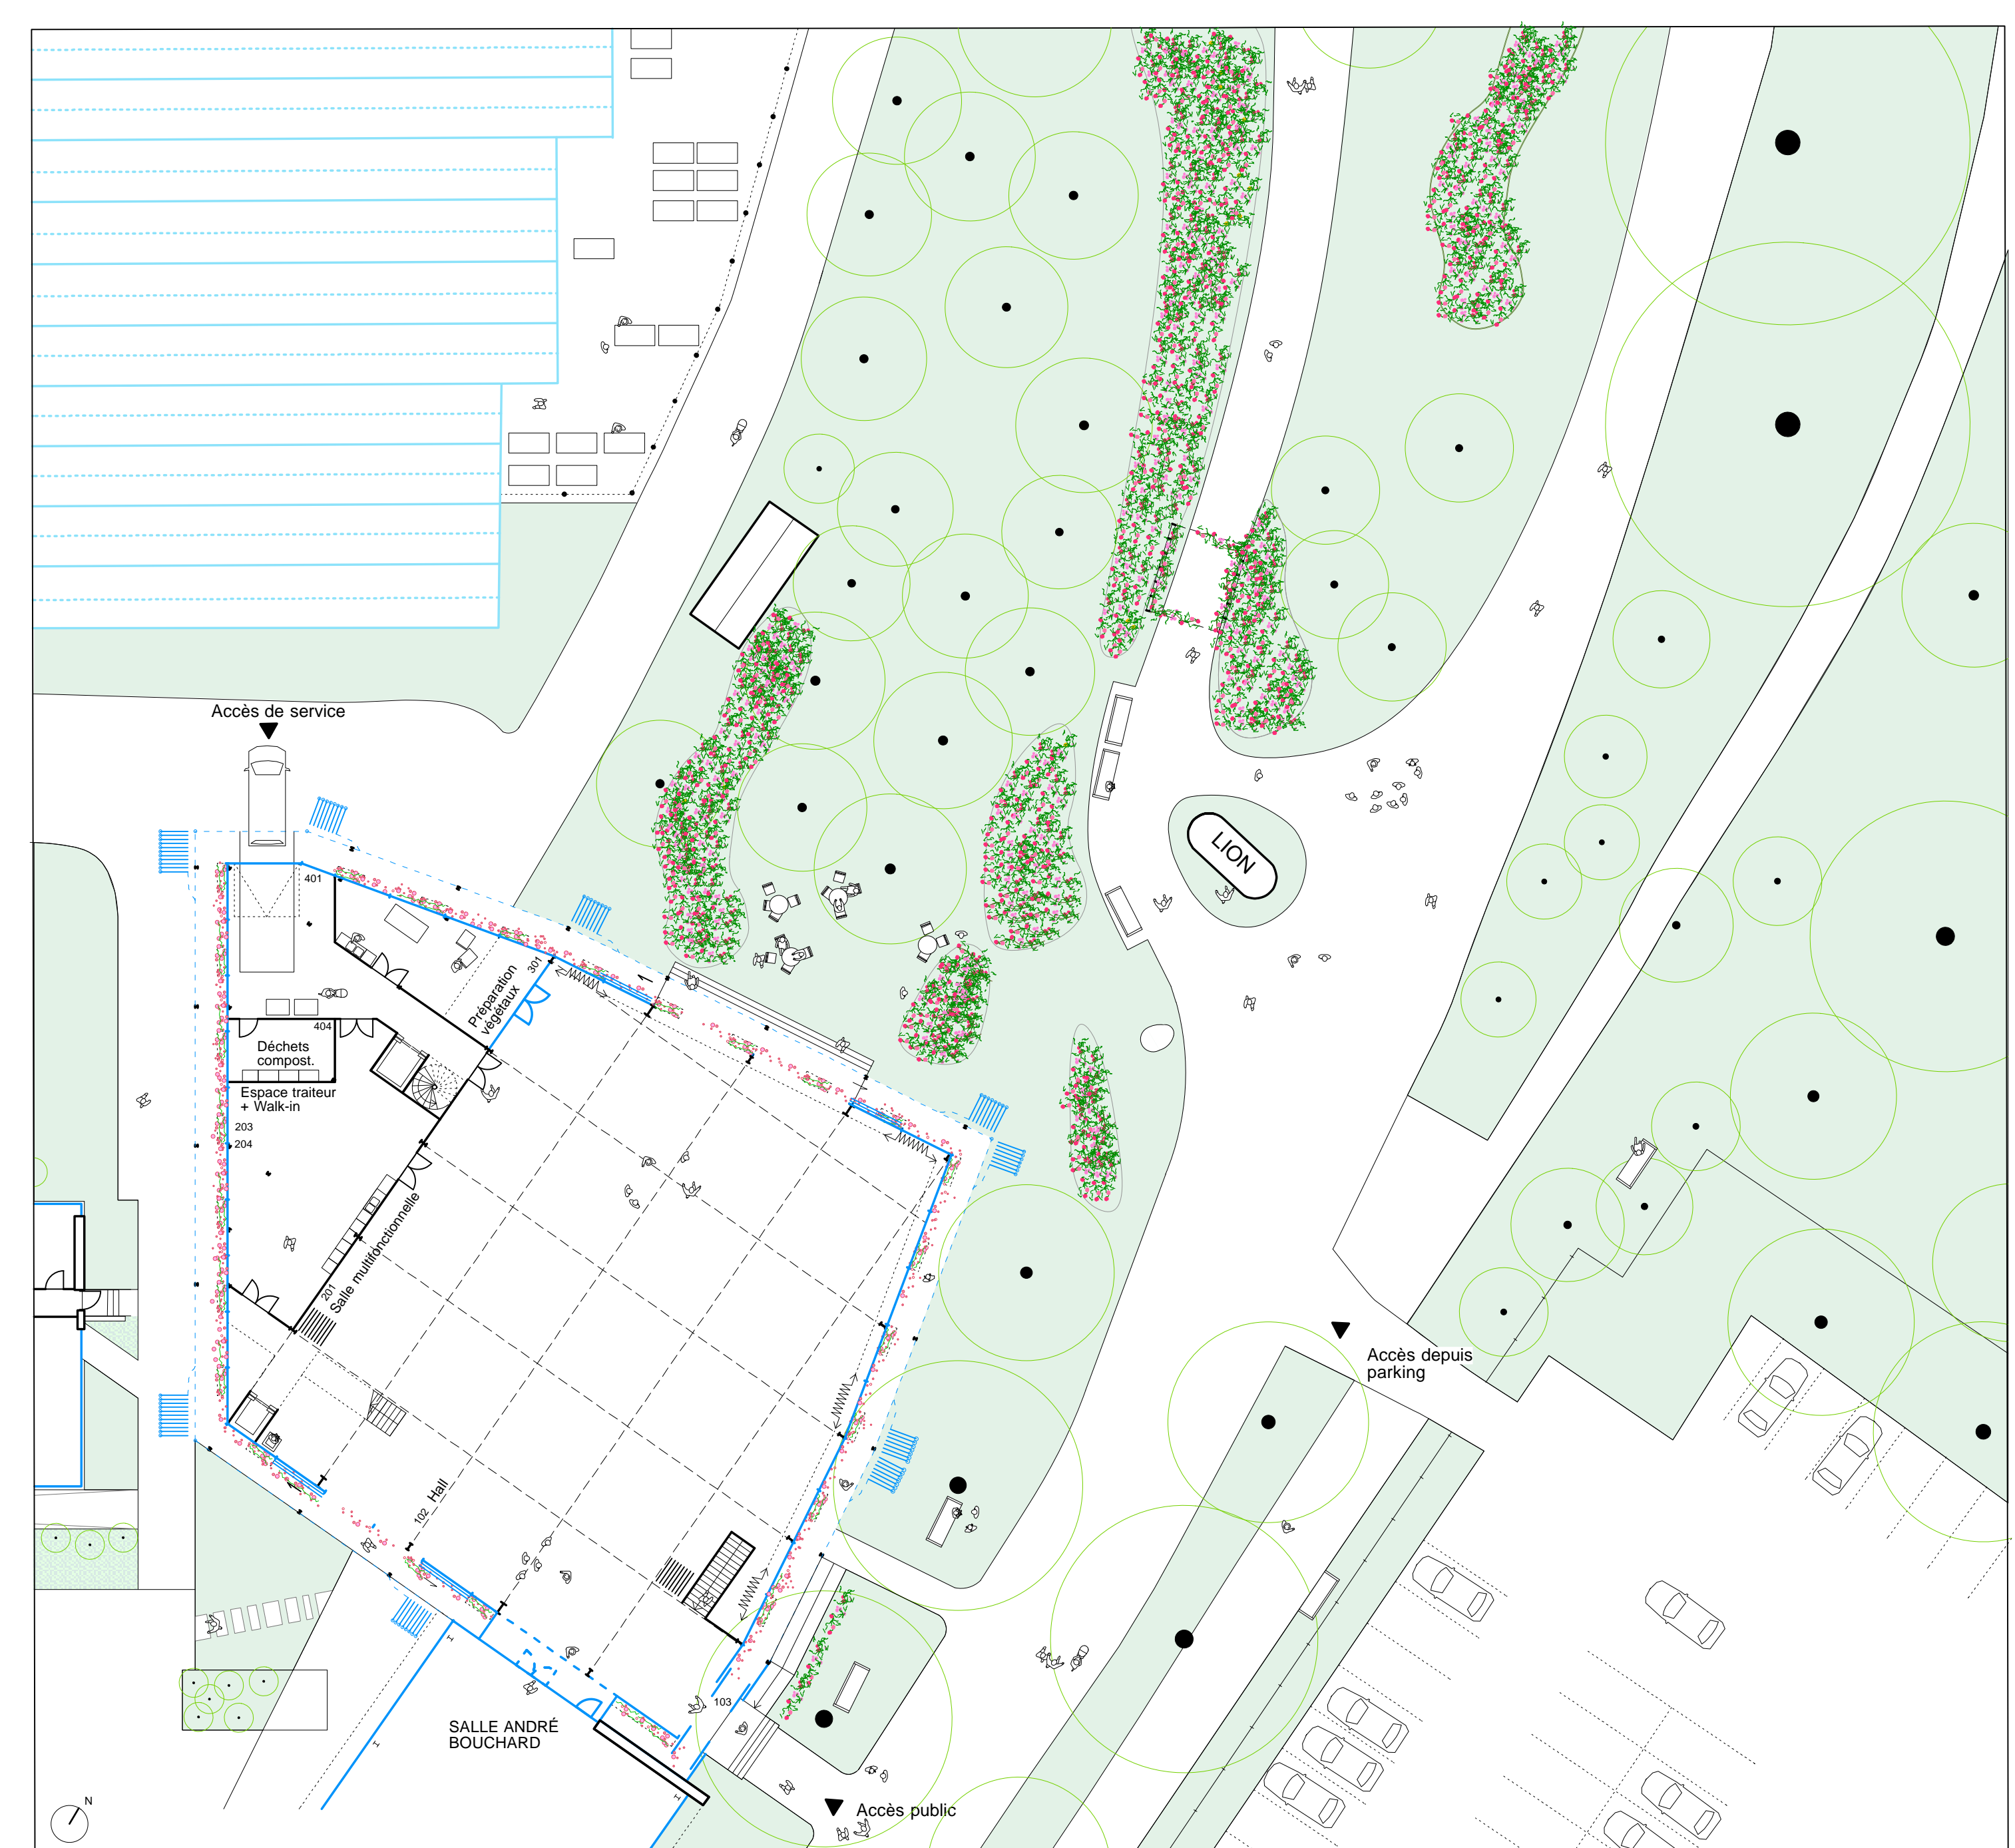 Accès de service
LION
401
301
Préparation
végétaux
404
Déchets
compost.
Espace traiteur
+ Walk-in
203
204
201
Salle multifonctionnelle
Accès depuis
parking
102
Hall
103
SALLE ANDRÉ
BOUCHARD
Accès public
N